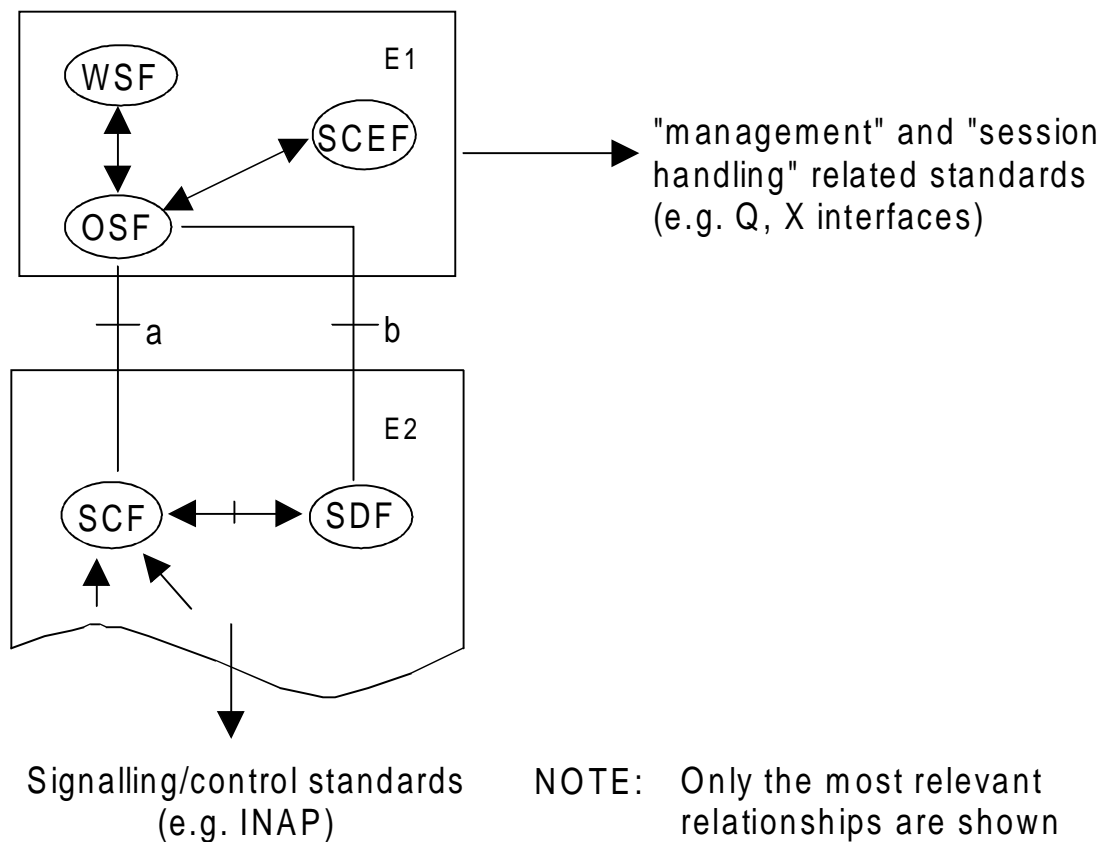 E1
WSF
SCEF
OSF
"management" and "session
handling" related standards
(e.g. Q, X interfaces)
a
b
E2
SCF
SDF
Signalling/control standards
(e.g. INAP)
NOTE: Only the most relevant
relationships are shown